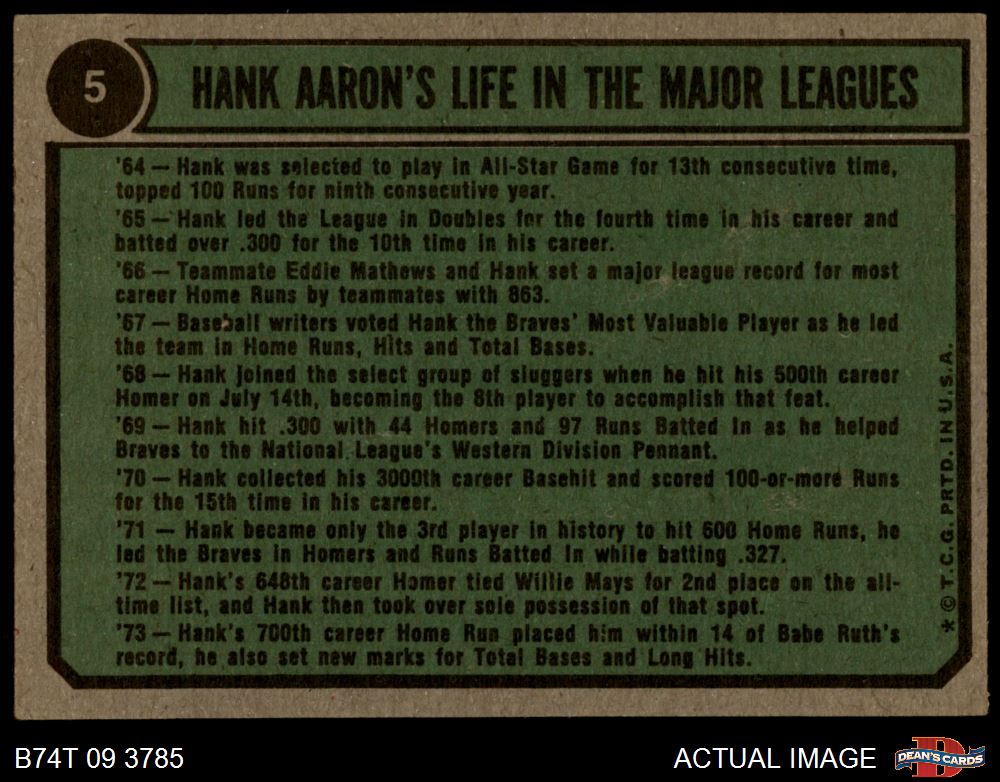 5
HANK AARON'S LIFE IN THE MAJOR LEAGUES
'64 — Hank was selected to play in All-Star Game for 13th consecutive time,
topped 100 Runs for ninth consecutive year.
'65 — Hank led the League in Doubles for the fourth time in his career and
batted over .300 for the 10th time in his career.
'66 — Teammate Eddie Mathews and Hank set a major league record for most
career Home Runs by teammates with 863.
'67 — Baseball writers voted Hank the Braves' Most Valuable Player as he led
the team in Home Runs, Hits and Total Bases.
'68 — Hank joined the select group of sluggers when he hit his 500th career
Homer on July 14th, becoming the 8th player to accomplish that feat.
'69 — Hank hit .300 with 44 Homers and 97 Runs Batted In as he helped
Braves to the National League's Western Division Pennant.
'70 — Hank collected his 3000th career Basehit and scored 100-or-more Runs
for the 15th time in his career.
'71 — Hank became only the 3rd player in history to hit 600 Home Runs, he
led the Braves in Homers and Runs Batted In while batting .327.
'72 — Hank's 648th career Homer tied Willie Mays for 2nd place on the all-
time list, and Hank then took over sole possession of that spot.
'73 — Hank's 700th career Home Run placed him within 14 of Babe Ruth's
record, he also set new marks for Total Bases and Long Hits.
* © T.C.G. PRTD. IN U.S.A.
B74T 09 3785
ACTUAL IMAGE
DEAN'S CARDS